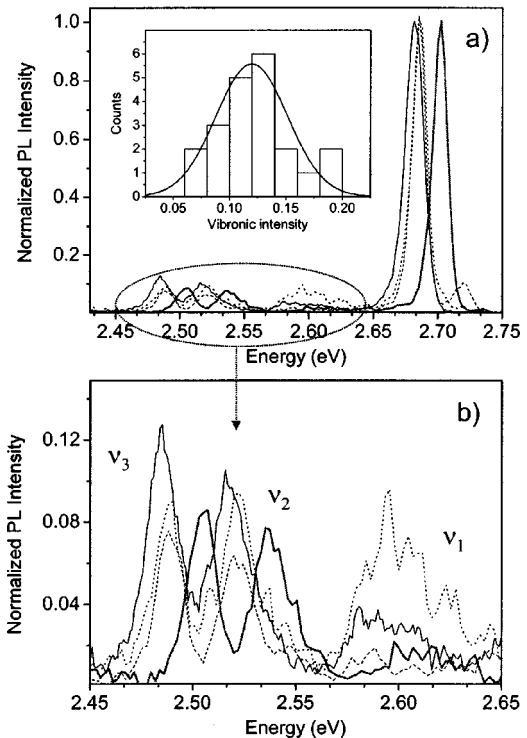 a)
Normalized PL Intensity
1.0
0.8
0.6
0.4
0.2
Counts
6
5
4
3
2
1
0
0.05 0.10 0.15 0.20
Vibronic intensity
2.45 2.50 2.55 2.60 2.65 2.70 2.75
Energy (eV)
b)
Normalized PL Intensity
0.12
0.08
0.04
ν3
ν2
ν1
2.45 2.50 2.55 2.60 2.65
Energy (eV)